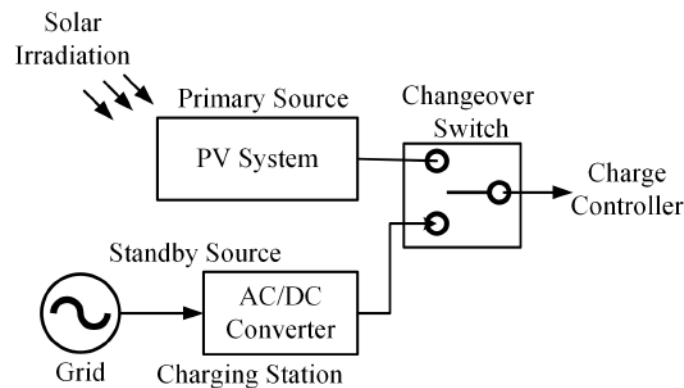 Solar
Irradiation
Primary Source
Changeover
Switch
PV System
Charge
Controller
Standby Source
AC/DC
Converter
Grid
Charging Station